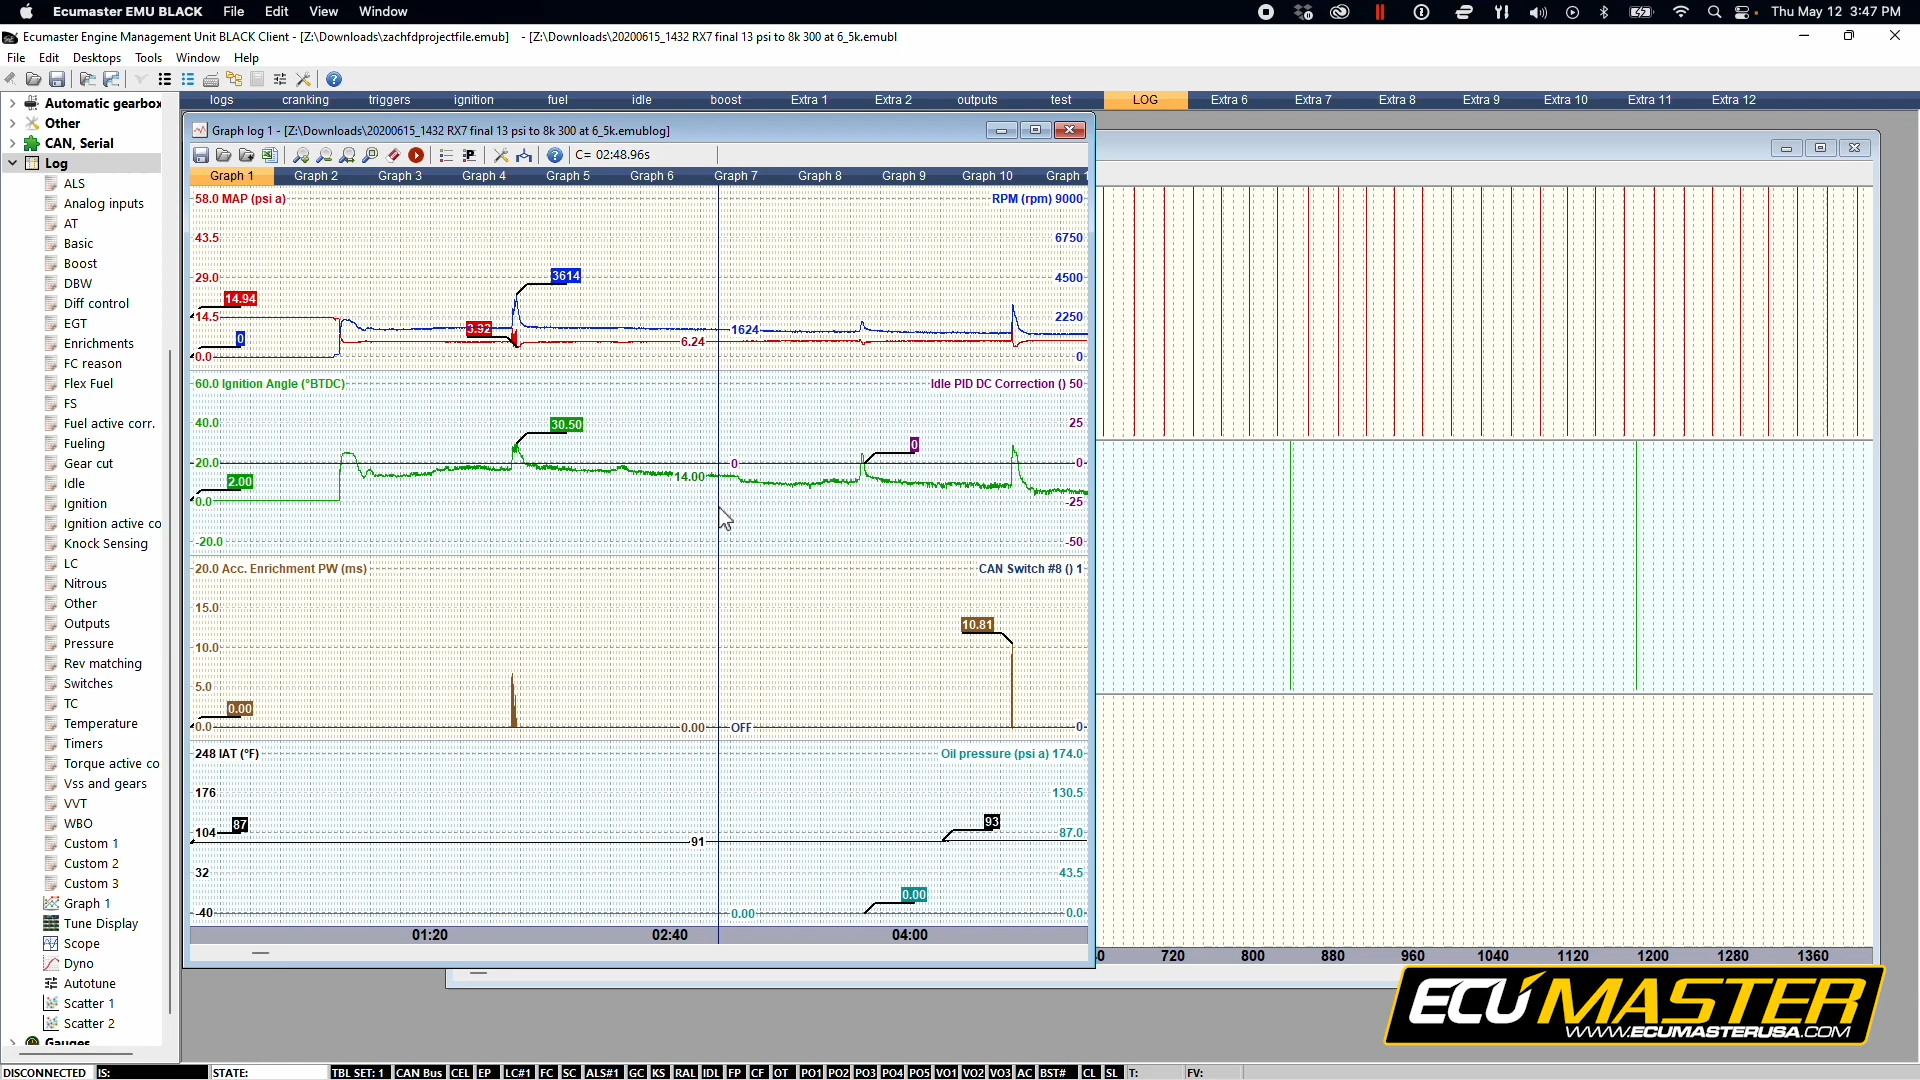 Ecumaster EMU BLACK File Edit View Window Thu May 12 3:47 PM
Ecumaster Engine Management Unit BLACK Client - [Z:\Downloads\zachfdprojectfile.emub] - [Z:\Downloads\20200615_1432 RX7 final 13 psi to 8k 300 at 6_5k.emubl
File Edit Desktops Tools Window Help
logs cranking triggers ignition fuel idle boost Extra 1 Extra 2 outputs test LOG Extra 6 Extra 7 Extra 8 Extra 9 Extra 10 Extra 11 Extra 12
Automatic gearbox
Other
CAN, Serial
Log
ALS
Analog inputs
AT
Basic
Boost
DBW
Diff control
EGT
Enrichments
FC reason
Flex Fuel
FS
Fuel active corr.
Fueling
Gear cut
Idle
Ignition
Ignition active co
Knock Sensing
LC
Nitrous
Other
Outputs
Pressure
Rev matching
Switches
TC
Temperature
Timers
Torque active co
Vss and gears
VVT
WBO
Custom 1
Custom 2
Custom 3
Graph 1
Tune Display
Scope
Dyno
Autotune
Scatter 1
Scatter 2
Gauges
Graph log 1 - [Z:\Downloads\20200615_1432 RX7 final 13 psi to 8k 300 at 6_5k.emublog]
C= 02:48.96s
Graph 1 Graph 2 Graph 3 Graph 4 Graph 5 Graph 6 Graph 7 Graph 8 Graph 9 Graph 10 Graph 1
58.0 MAP (psi a) RPM (rpm) 9000
43.5 6750
29.0 3614 4500
14.94
14.5 2250
0 3.92 1624
6.24
0.0 0
60.0 Ignition Angle (°BTDC) Idle PID DC Correction () 50
40.0 30.50 25
0
20.0 0 0
2.00 14.00
0.0 -25
-20.0 -50
20.0 Acc. Enrichment PW (ms) CAN Switch #8 () 1
15.0
10.81
10.0
5.0
0.00
0.0 0.00 OFF 0
248 IAT (°F) Oil pressure (psi a) 174.0
176 130.5
87 93
104 87.0
91
32 43.5
0.00
-40 0.00 0.0
01:20 02:40 04:00
720 800 880 960 1040 1120 1200 1280 1360
ECUMASTER
WWW.ECUMASTERUSA.COM
DISCONNECTED IS: STATE: TBL SET: 1 CAN Bus CEL EP LC#1 FC SC ALS#1 GC KS RAL IDL FP CF OT PO1 PO2 PO3 PO4 PO5 VO1 VO2 VO3 AC BST# CL SL T: FV: